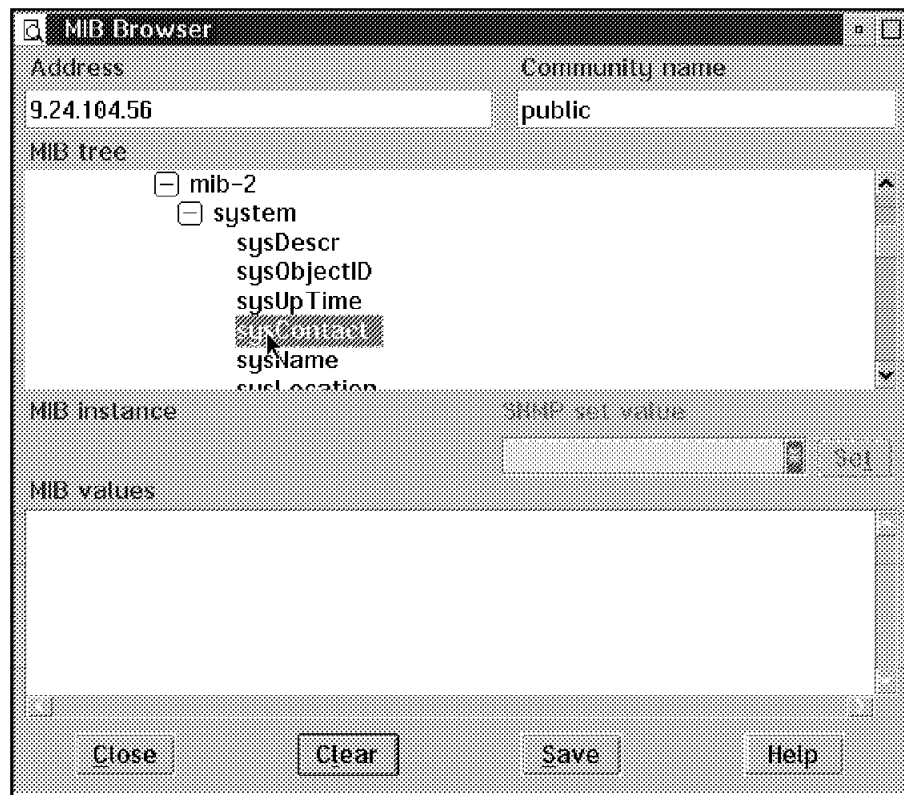 MIB Browser
Address
Community name
9.24.104.56
public
MIB tree
mib-2
system
sysDescr
sysObjectID
sysUpTime
sysContact
sysName
sysLocation
MIB instance
SNMP set value
Set
MIB values
Close
Clear
Save
Help